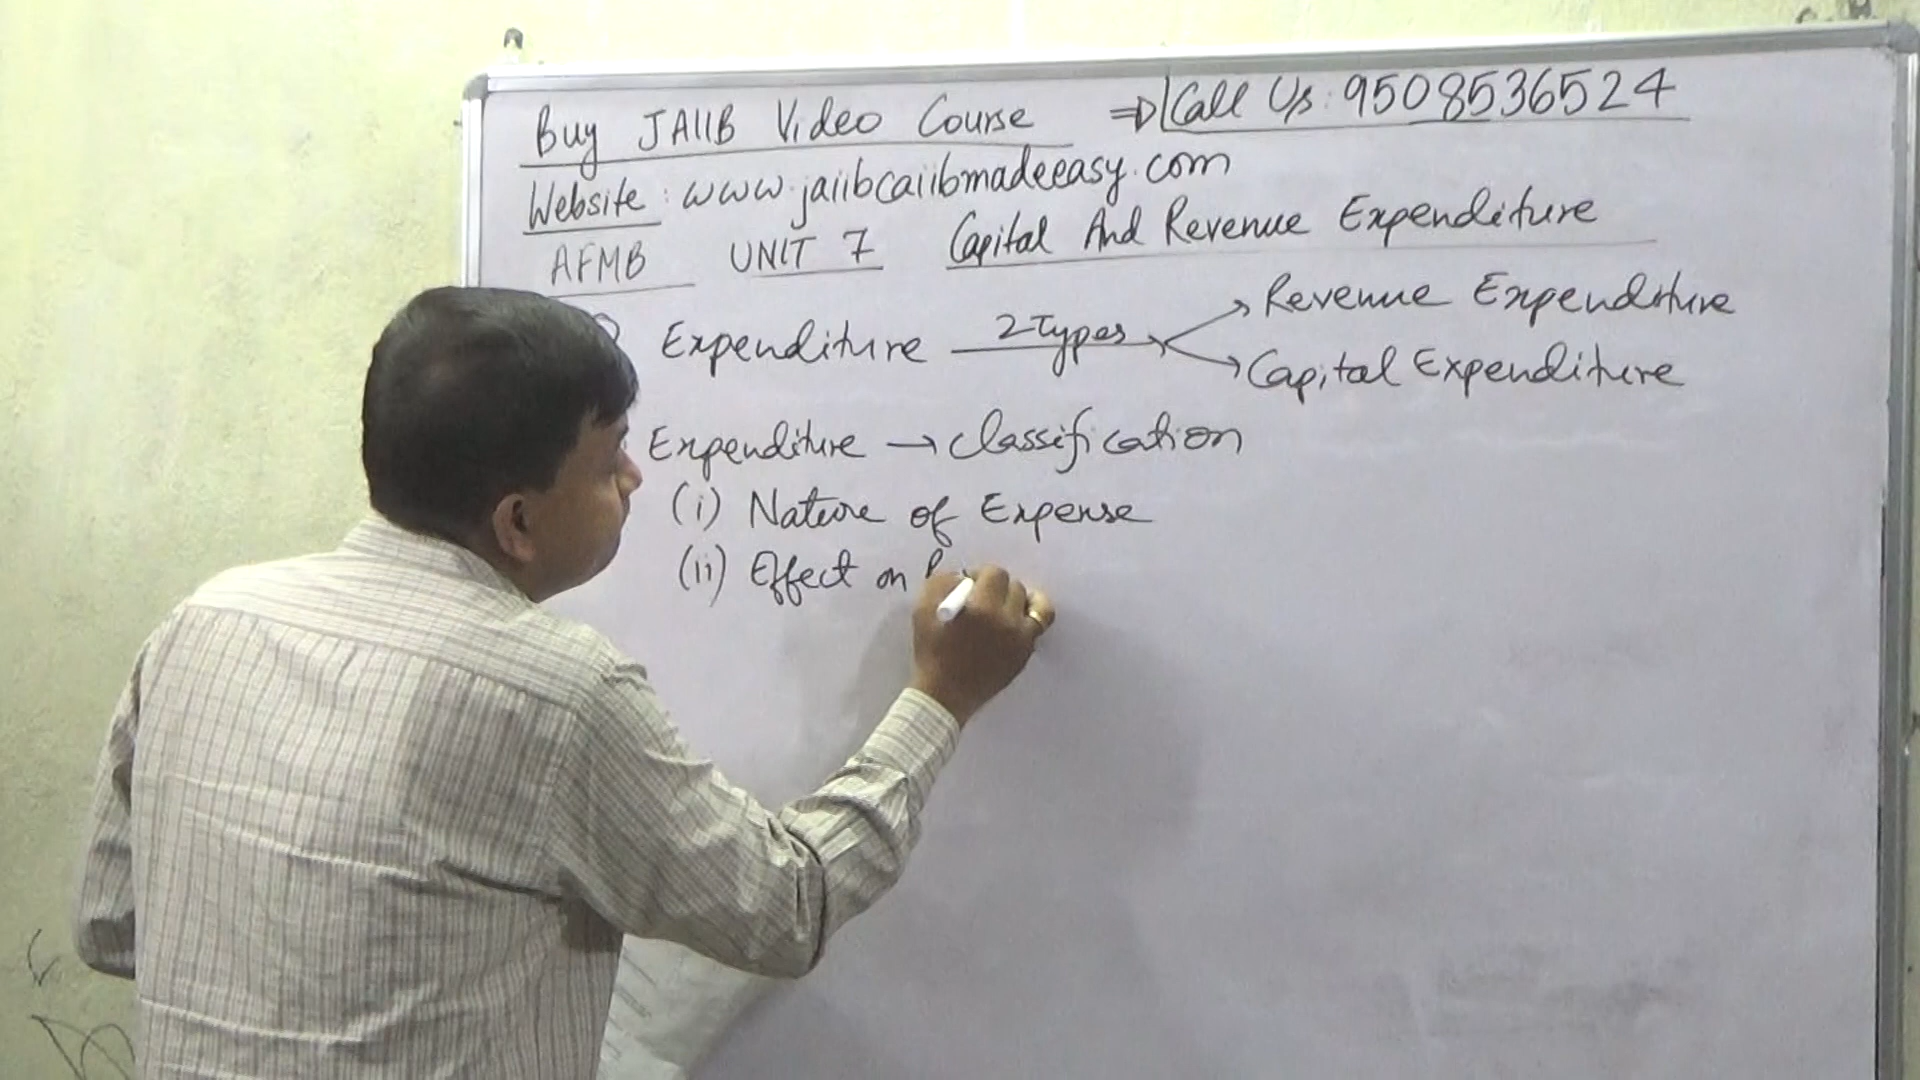 Buy JAIIB Video Course ⇒ Call Us: 9508536524
Website: www.jaiibcaiibmadeeasy.com
AFMB UNIT 7 Capital And Revenue Expenditure
Expenditure 2 Types → Revenue Expenditure
→ Capital Expenditure
Expenditure → classification
(i) Nature of Expense
(ii) Effect on